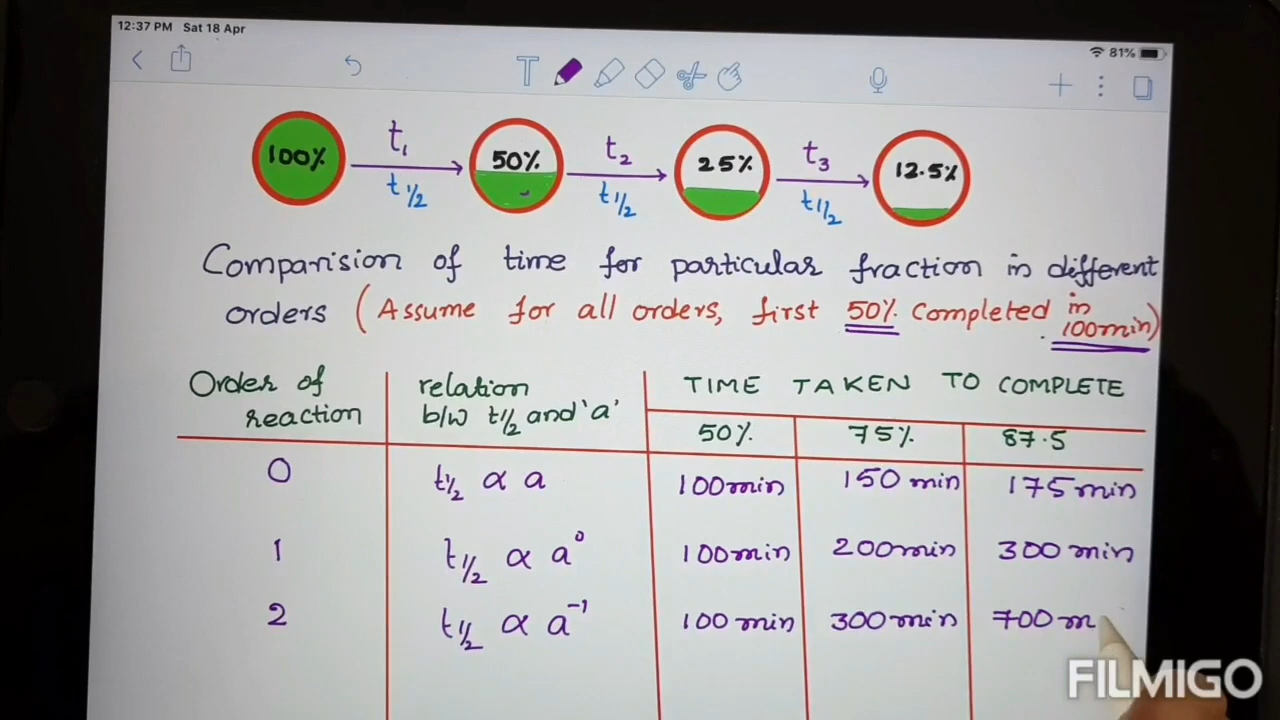 12:37 PM Sat 18 Apr
81%
T
100% t₁ 50% t₂ 25% t₃ 12.5%
t1/2 t1/2 t1/2
Comparision of time for particular fraction in different
orders (Assume for all orders, first 50% Completed in 100min)
Order of reaction
relation b/w t1/2 and 'a'
TIME TAKEN TO COMPLETE
50% 75% 87.5
0 t1/2 ∝ a 100min 150 min 175 min
1 t1/2 ∝ a⁰ 100min 200min 300 min
2 t1/2 ∝ a⁻¹ 100 min 300min 700 m
FILMIGO